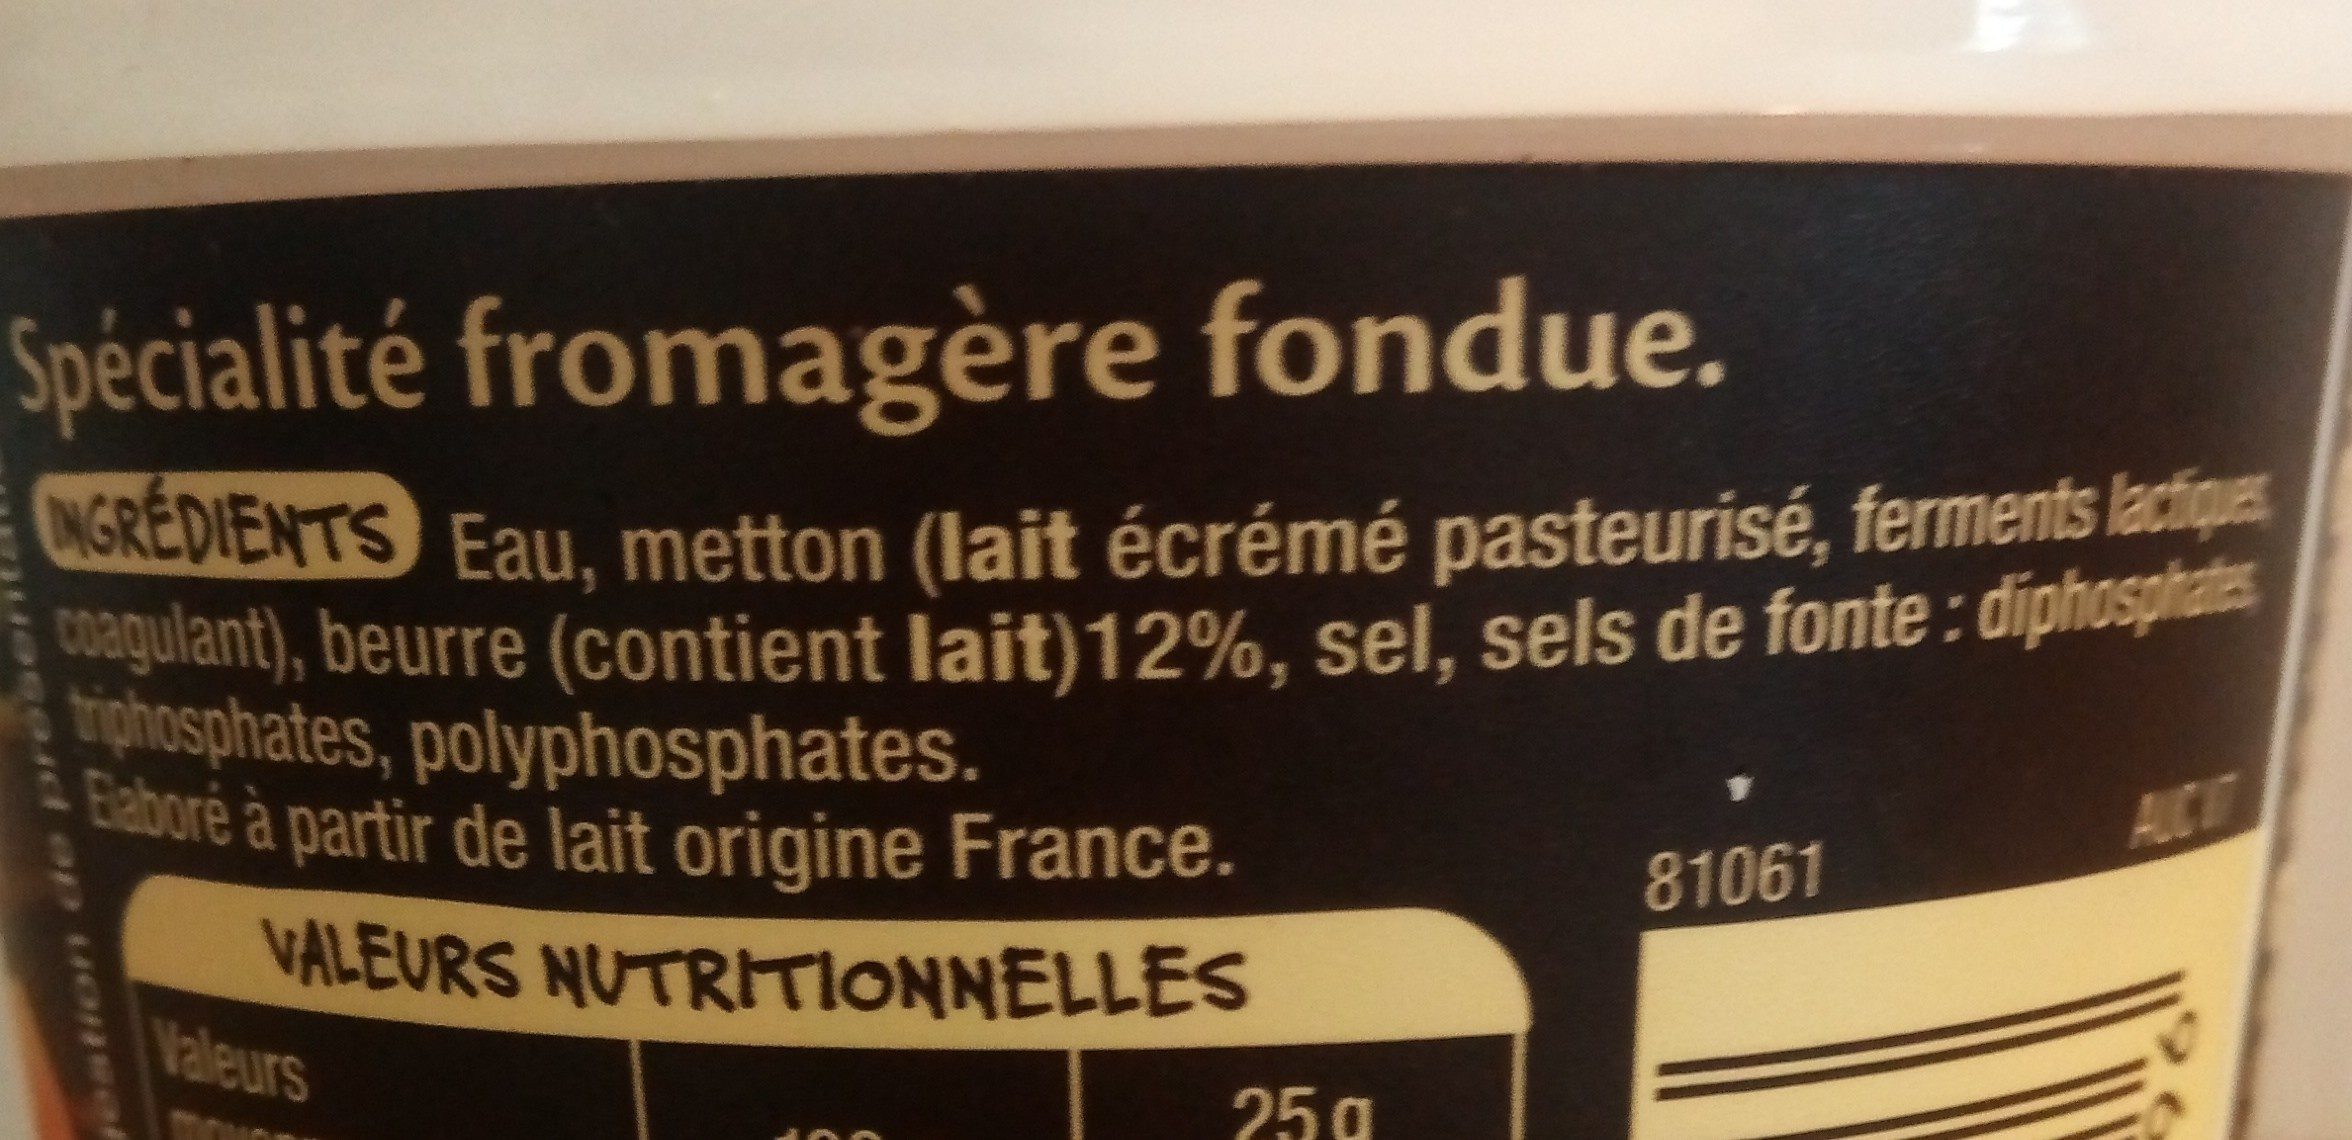 Spécialité fromagère fondue.
INGRÉDIENTS Eau, metton (lait écrémé pasteurisé, ferments lactiques,
coagulant), beurre (contient lait)12%, sel, sels de fonte : diphosphates,
triphosphates, polyphosphates.
Elaboré à partir de lait origine France.
81061
VALEURS NUTRITIONNELLES
Valeurs
25 g